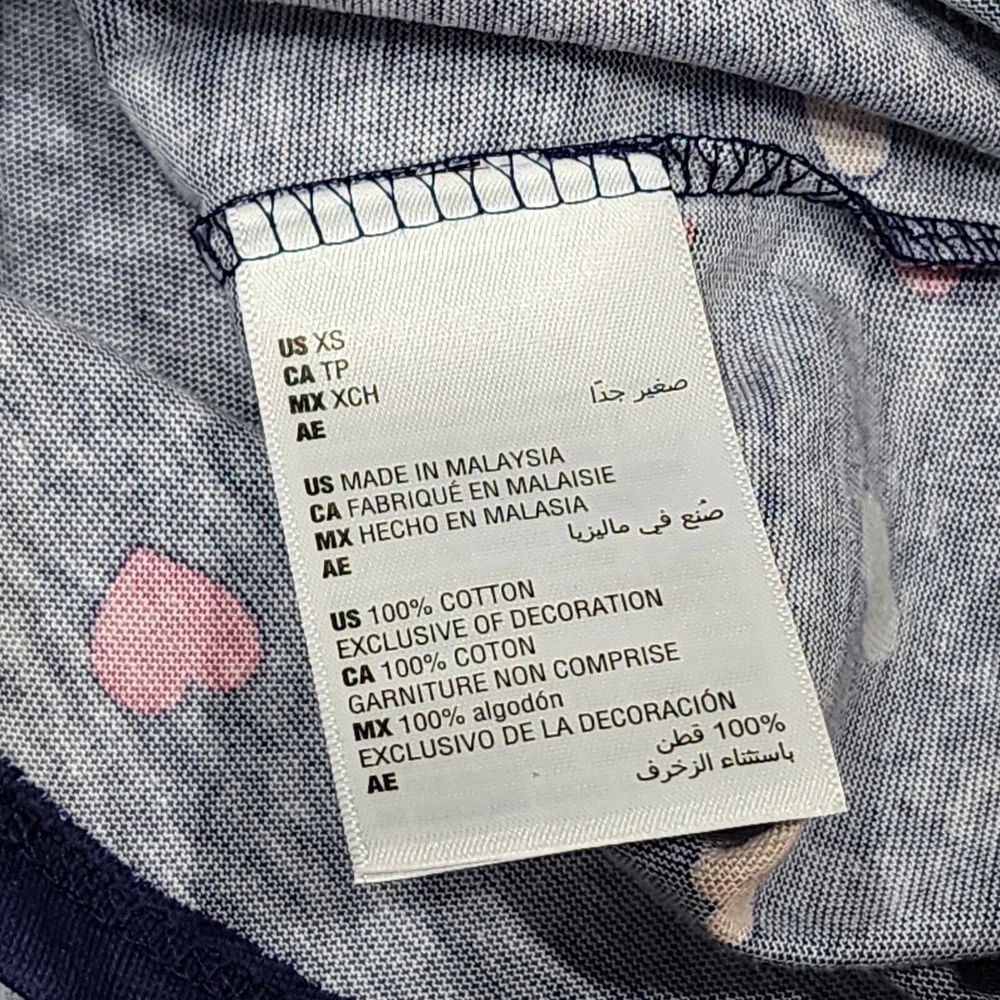 US XS
CA TP
MX XCH
AE صغير جدّا
US MADE IN MALAYSIA
CA FABRIQUÉ EN MALAISIE
MX HECHO EN MALASIA
AE صُنع في ماليزيا
US 100% COTTON
EXCLUSIVE OF DECORATION
CA 100% COTON
GARNITURE NON COMPRISE
MX 100% algodón
EXCLUSIVO DE LA DECORACIÓN
AE 100% قطن
باستثناء الزخرف